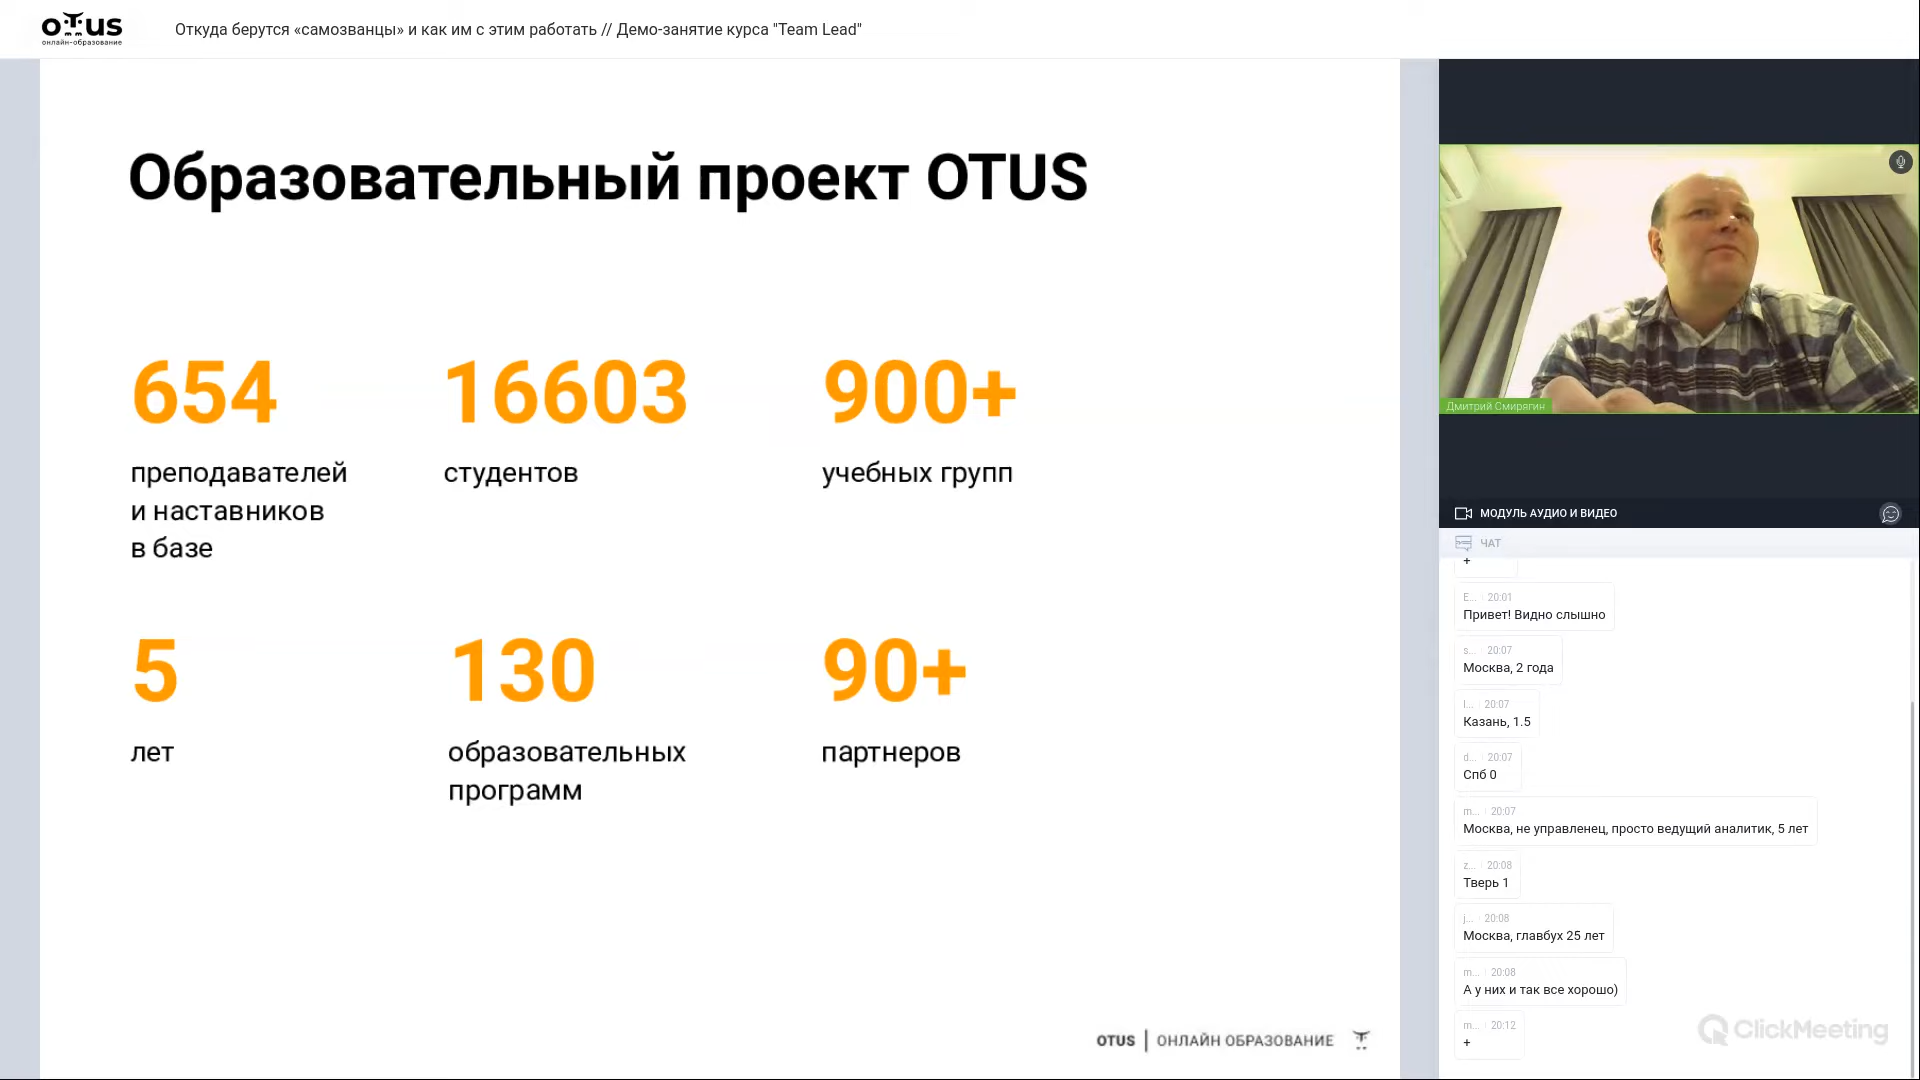 OTUS
онлайн-образование
Откуда берутся «самозванцы» и как им с этим работать // Демо-занятие курса "Team Lead"
Образовательный проект OTUS
654
преподавателей
и наставников
в базе
16603
студентов
900+
учебных групп
5
лет
130
образовательных
программ
90+
партнеров
OTUS | ОНЛАЙН ОБРАЗОВАНИЕ
Дмитрий Смирягин
МОДУЛЬ АУДИО И ВИДЕО
ЧАТ
+
E... 20:01
Привет! Видно слышно
s... 20:07
Москва, 2 года
I... 20:07
Казань, 1.5
d... 20:07
Спб 0
m... 20:07
Москва, не управленец, просто ведущий аналитик, 5 лет
z... 20:08
Тверь 1
j... 20:08
Москва, главбух 25 лет
m... 20:08
А у них и так все хорошо)
m... 20:12
+
ClickMeeting